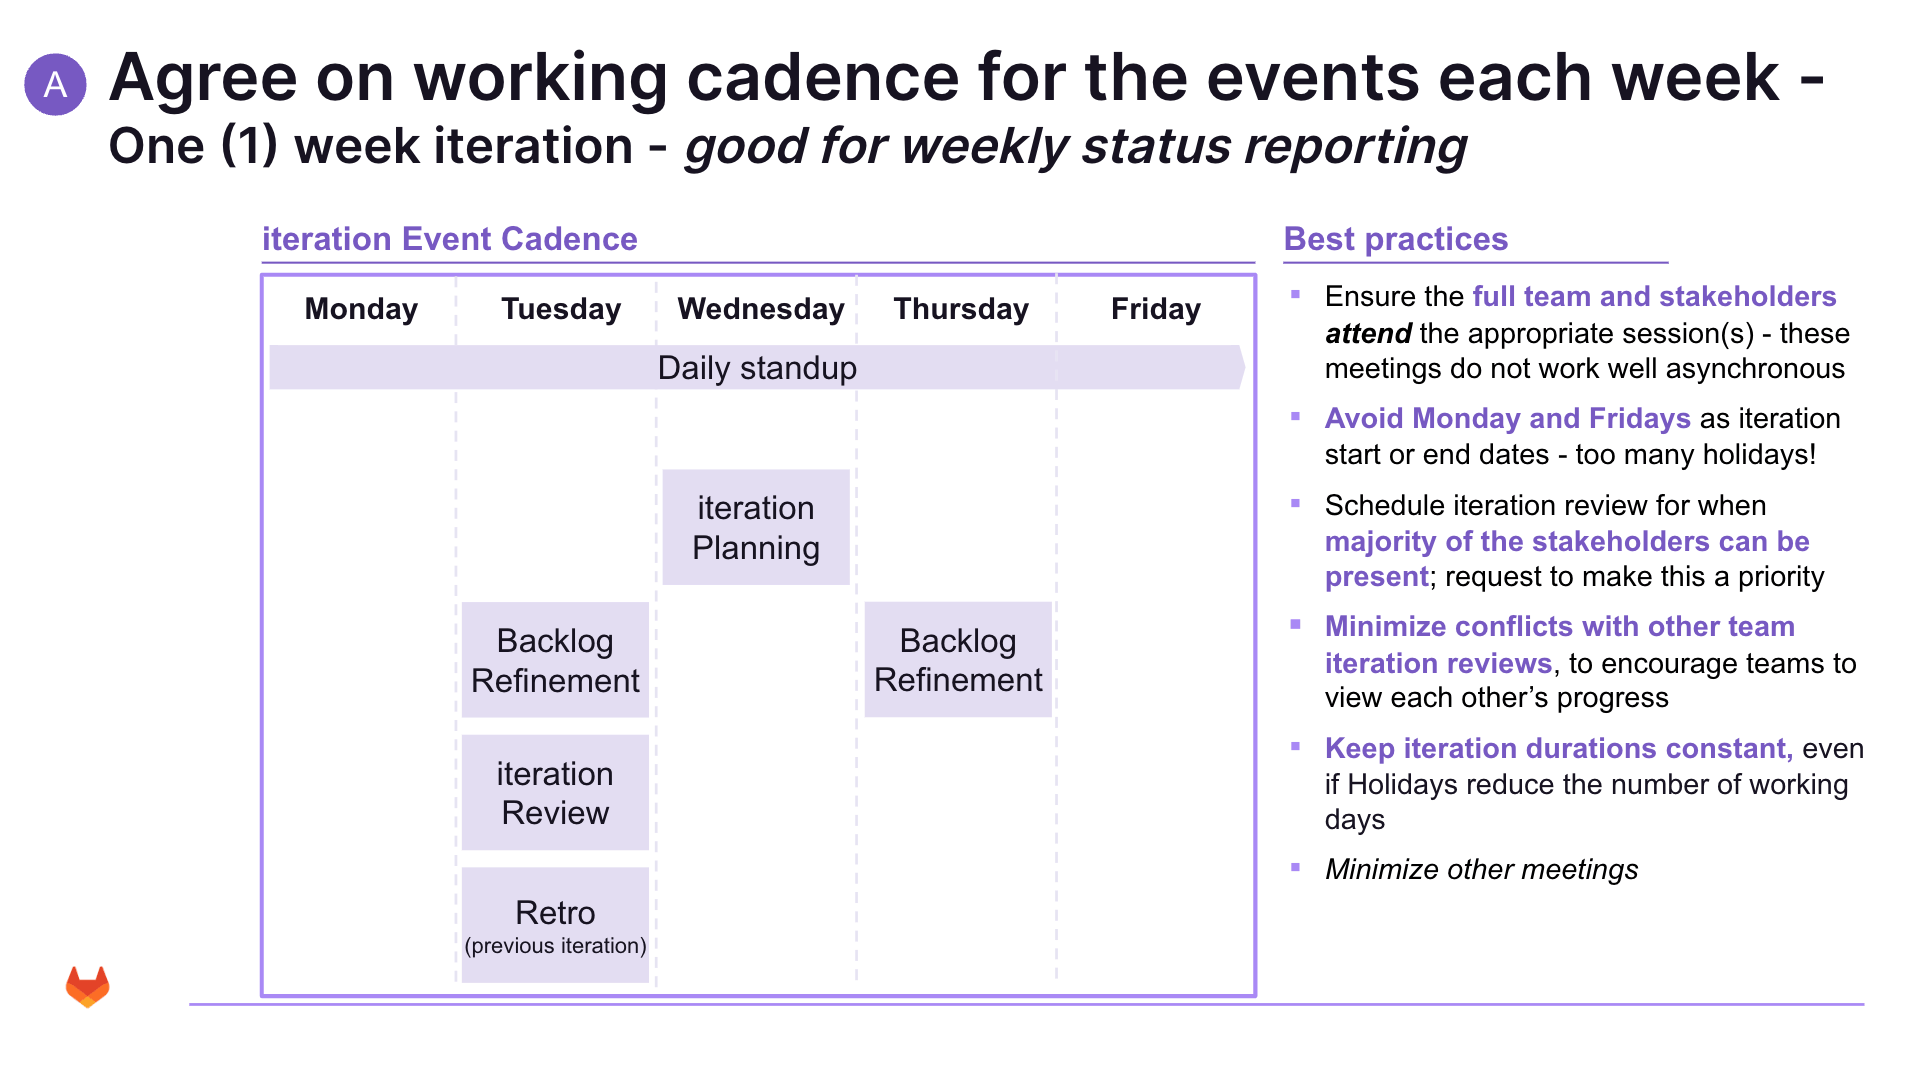 A
Agree on working cadence for the events each week -
One (1) week iteration - good for weekly status reporting
iteration Event Cadence
Monday
Tuesday
Wednesday
Thursday
Friday
Daily standup
iteration
Planning
Backlog
Refinement
Backlog
Refinement
iteration
Review
Retro
(previous iteration)
Best practices
▪ Ensure the full team and stakeholders
attend the appropriate session(s) - these
meetings do not work well asynchronous
▪ Avoid Monday and Fridays as iteration
start or end dates - too many holidays!
▪ Schedule iteration review for when
majority of the stakeholders can be
present; request to make this a priority
▪ Minimize conflicts with other team
iteration reviews, to encourage teams to
view each other’s progress
▪ Keep iteration durations constant, even
if Holidays reduce the number of working
days
▪ Minimize other meetings